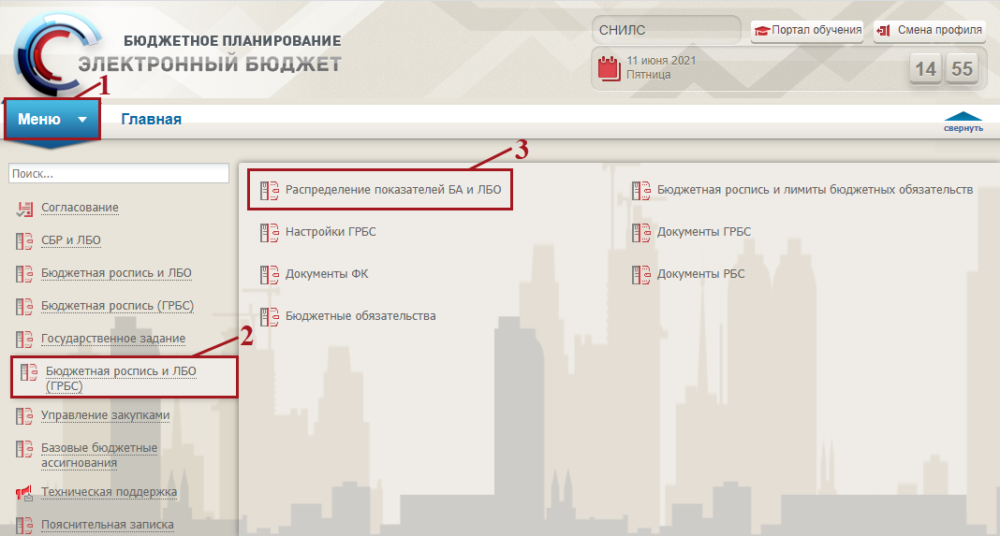 БЮДЖЕТНОЕ ПЛАНИРОВАНИЕ
ЭЛЕКТРОННЫЙ БЮДЖЕТ
СНИЛС
Портал обучения
Смена профиля
11 июня 2021
Пятница
14 55
1
Меню
Главная
свернуть
3
Поиск...
Согласование
СБР и ЛБО
Бюджетная роспись и ЛБО
Бюджетная роспись (ГРБС)
Государственное задание
2
Бюджетная роспись и ЛБО
(ГРБС)
Управление закупками
Базовые бюджетные
ассигнования
Техническая поддержка
Пояснительная записка
Распределение показателей БА и ЛБО
Бюджетная роспись и лимиты бюджетных обязательств
Настройки ГРБС
Документы ГРБС
Документы ФК
Документы РБС
Бюджетные обязательства